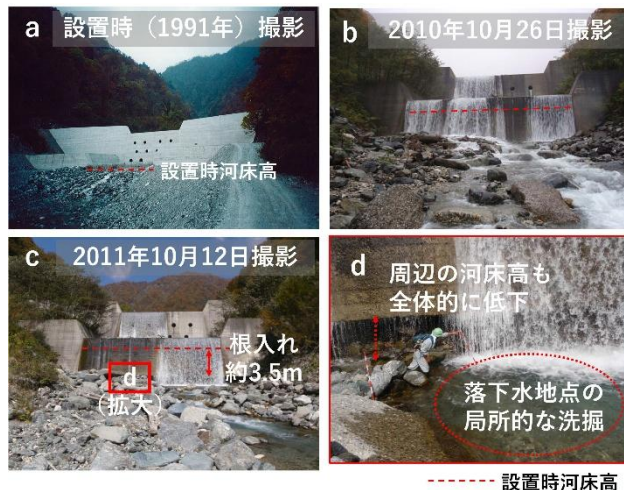 a 設置時（1991年）撮影
設置時河床高
b 2010年10月26日撮影
c 2011年10月12日撮影
根入れ
約3.5m
d
（拡大）
d 周辺の河床高も
全体的に低下
落下水地点の
局所的な洗掘
設置時河床高